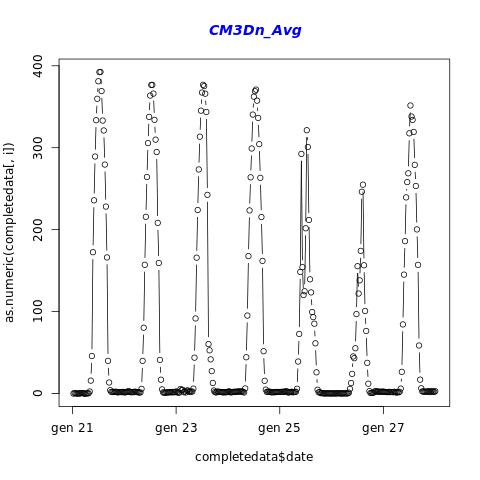 CM3Dn_Avg
as.numeric(completedata[, i])
400
300
200
100
0
gen 21
gen 23
gen 25
gen 27
completedata$date